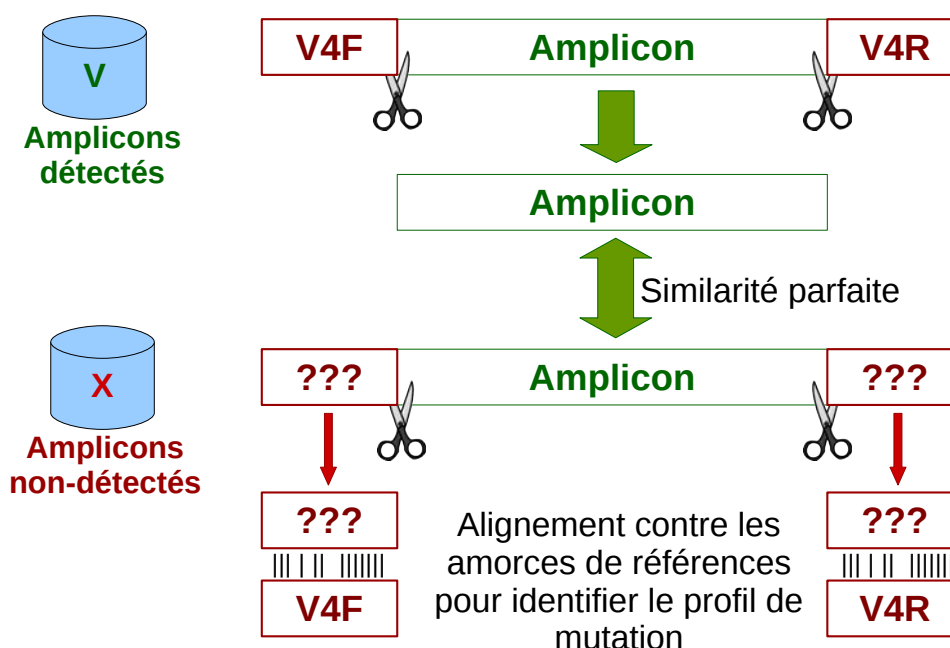 V4F
Amplicon
V4R
V
Amplicons
détectés
Amplicon
Similarité parfaite
???
Amplicon
???
X
Amplicons
non-détectés
???
Alignement contre les
amorces de références
pour identifier le profil de
mutation
???
V4F
V4R